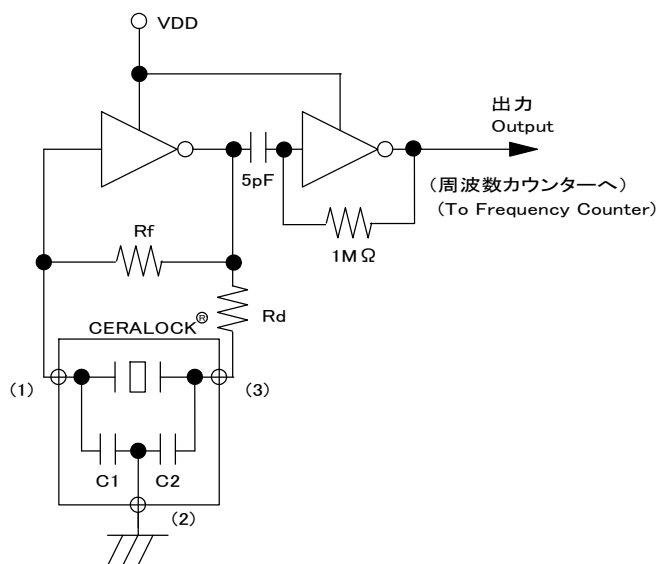 VDD
出力
Output
5pF
(周波数カウンターへ)
(To Frequency Counter)
Rf
1MΩ
Rd
CERALOCK®
(1)
(3)
C1
C2
(2)